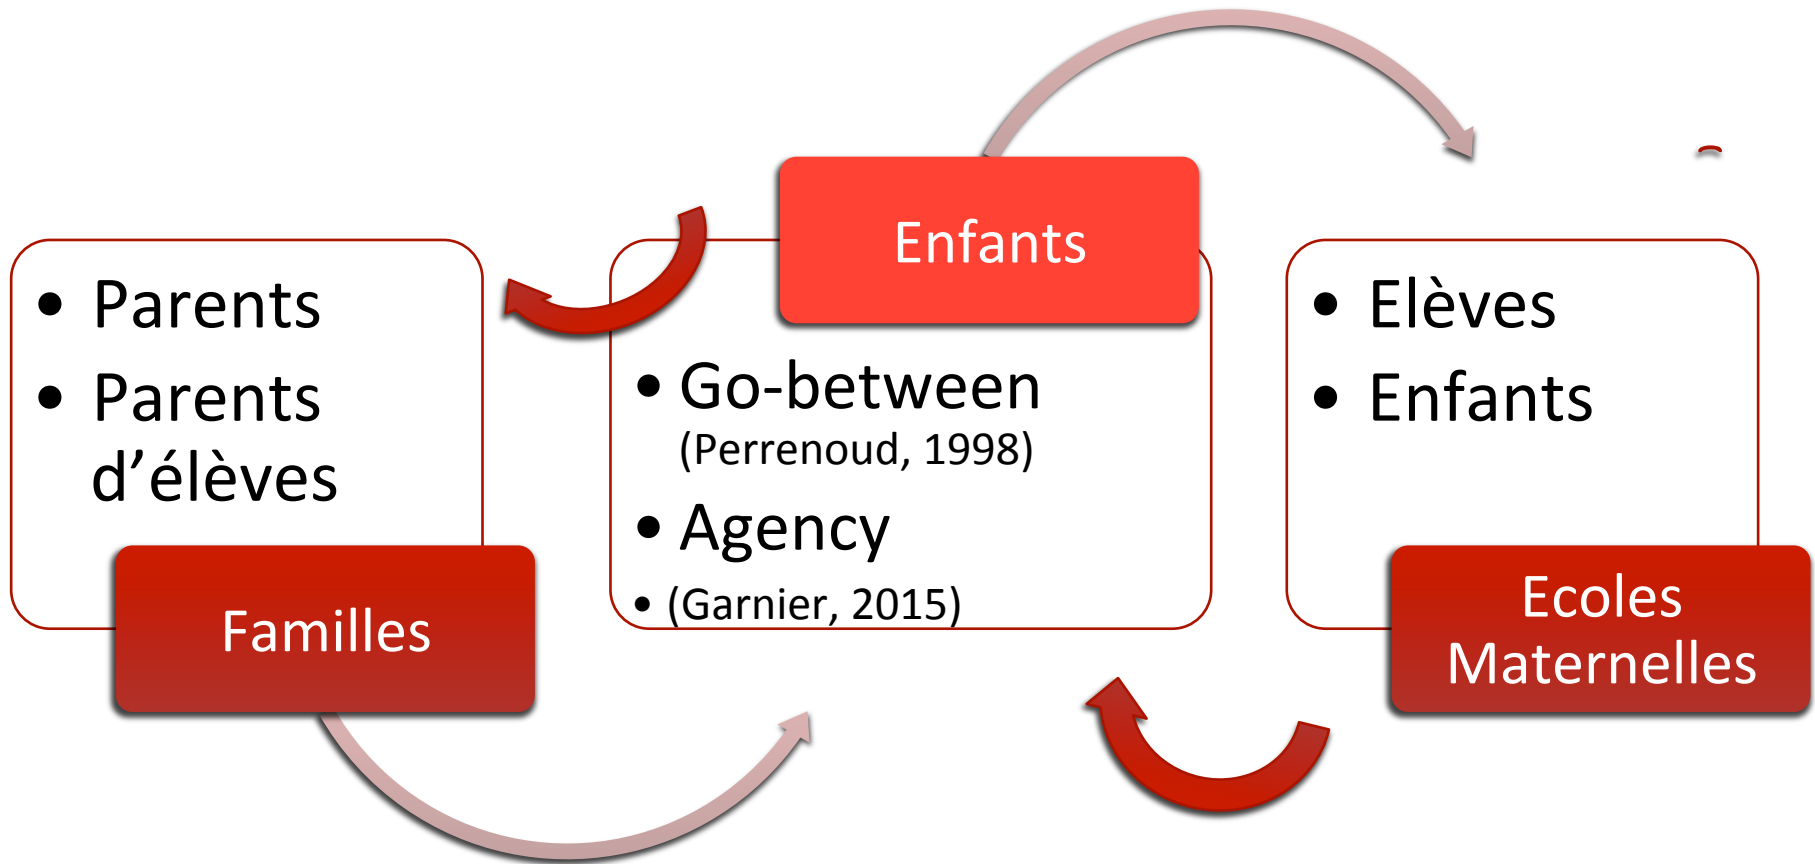 • Parents
• Parents
d’élèves
Familles
Enfants
• Go-between
(Perrenoud, 1998)
• Agency
• (Garnier, 2015)
• Elèves
• Enfants
Ecoles
Maternelles